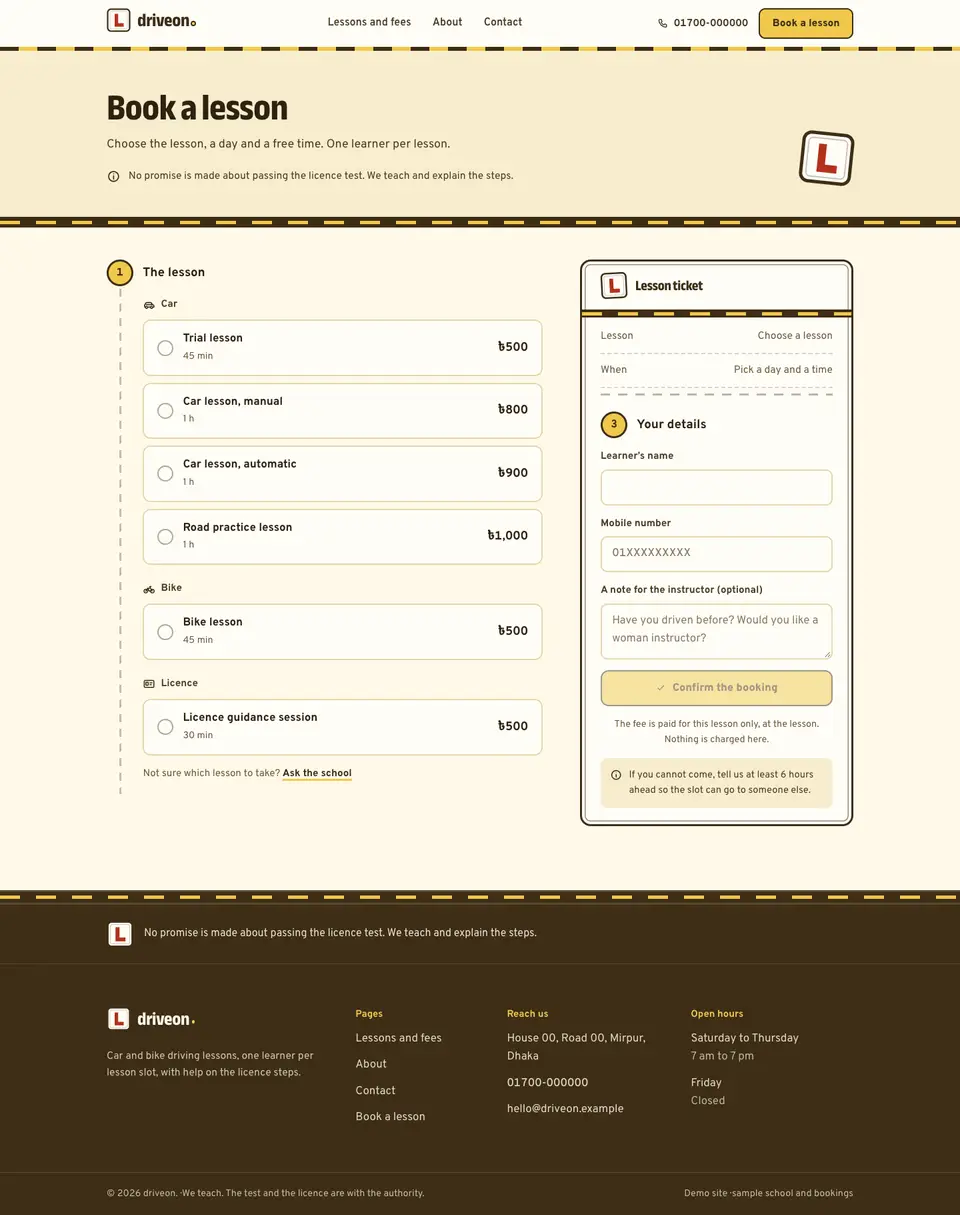 L driveon.
Lessons and fees About Contact
01700-000000 Book a lesson
Book a lesson
Choose the lesson, a day and a free time. One learner per lesson.
No promise is made about passing the licence test. We teach and explain the steps.
L
1 The lesson
Car
Trial lesson
45 min
৳500
Car lesson, manual
1 h
৳800
Car lesson, automatic
1 h
৳900
Road practice lesson
1 h
৳1,000
Bike
Bike lesson
45 min
৳500
Licence
Licence guidance session
30 min
৳500
Not sure which lesson to take? Ask the school
L Lesson ticket
Lesson Choose a lesson
When Pick a day and a time
3 Your details
Learner's name
Mobile number
01XXXXXXXXX
A note for the instructor (optional)
Have you driven before? Would you like a
woman instructor?
Confirm the booking
The fee is paid for this lesson only, at the lesson.
Nothing is charged here.
If you cannot come, tell us at least 6 hours
ahead so the slot can go to someone else.
L No promise is made about passing the licence test. We teach and explain the steps.
L driveon.
Car and bike driving lessons, one learner per
lesson slot, with help on the licence steps.
Pages
Lessons and fees
About
Contact
Book a lesson
Reach us
House 00, Road 00, Mirpur,
Dhaka
01700-000000
hello@driveon.example
Open hours
Saturday to Thursday
7 am to 7 pm
Friday
Closed
© 2026 driveon. ·We teach. The test and the licence are with the authority.
Demo site ·sample school and bookings